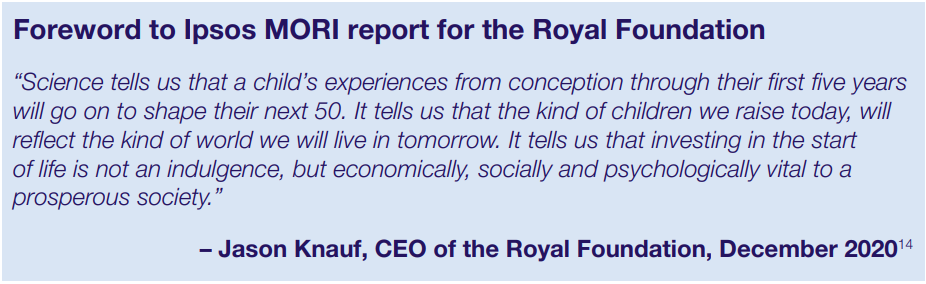 Foreword to Ipsos MORI report for the Royal Foundation
“Science tells us that a child’s experiences from conception through their first five years
will go on to shape their next 50. It tells us that the kind of children we raise today, will
reflect the kind of world we will live in tomorrow. It tells us that investing in the start
of life is not an indulgence, but economically, socially and psychologically vital to a
prosperous society.”
– Jason Knauf, CEO of the Royal Foundation, December 2020¹⁴